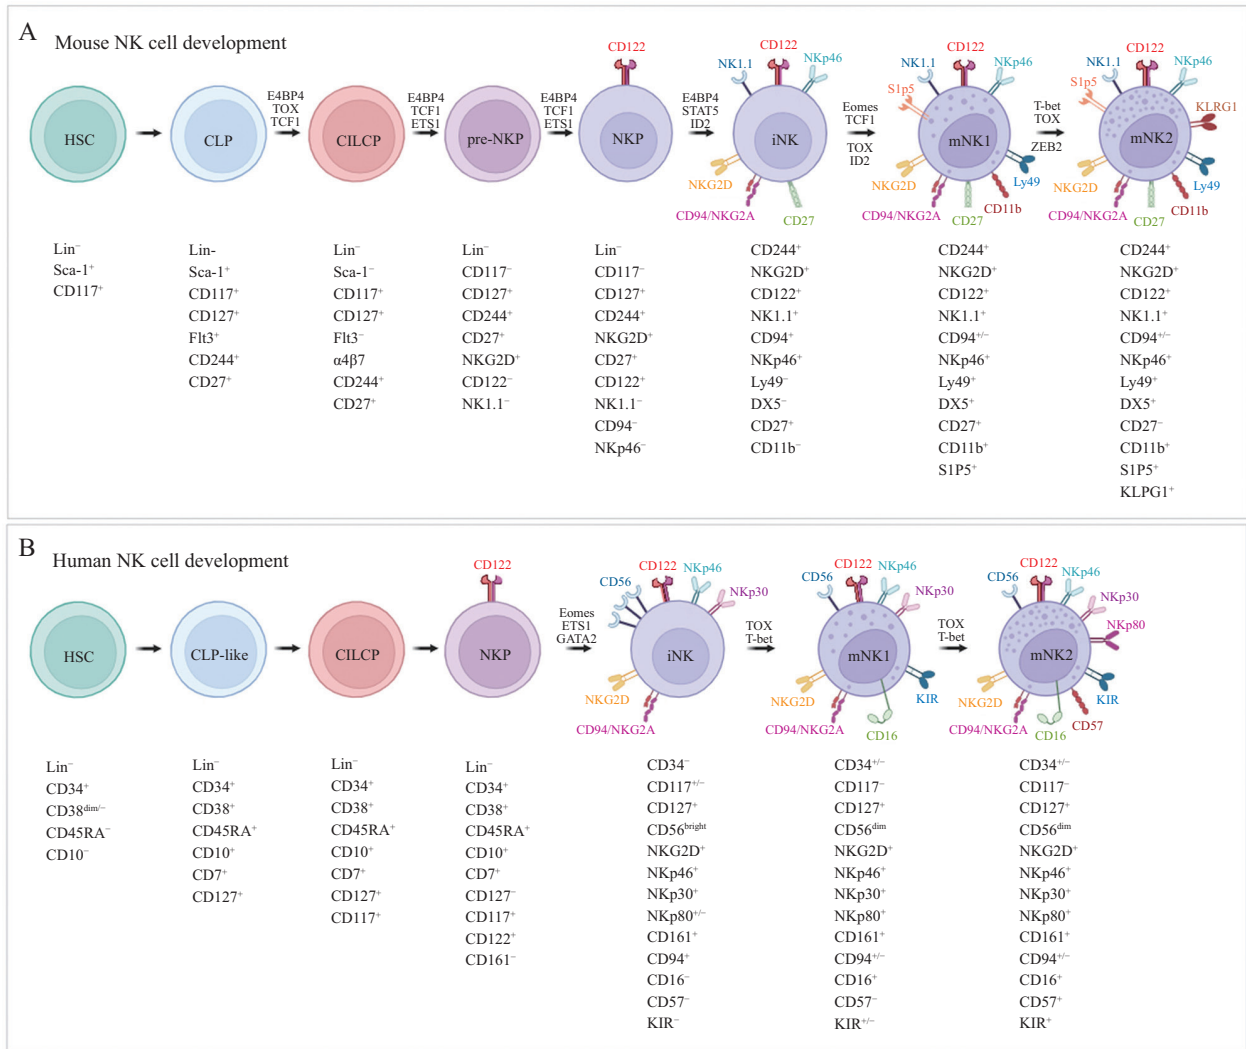 A
Mouse NK cell development
HSC
CLP
E4BP4
TOX
TCF1
CILCP
E4BP4
TCF1
ETS1
pre-NKP
E4BP4
TCF1
ETS1
CD122
NKP
E4BP4
STAT5
ID2
NK1.1
CD122
NKp46
iNK
NKG2D
CD94/NKG2A
CD27
Eomes
TCF1
TOX
ID2
NK1.1
CD122
NKp46
S1p5
mNK1
NKG2D
Ly49
CD11b
CD94/NKG2A
CD27
T-bet
TOX
ZEB2
NK1.1
CD122
NKp46
S1p5
KLRG1
mNK2
NKG2D
Ly49
CD11b
CD94/NKG2A
CD27
Lin⁻
Sca-1⁺
CD117⁺
Lin-
Sca-1⁺
CD117⁺
CD127⁺
Flt3⁺
CD244⁺
CD27⁺
Lin⁻
Sca-1⁻
CD117⁺
CD127⁺
Flt3⁻
α4β7
CD244⁺
CD27⁺
Lin⁻
CD117⁻
CD127⁺
CD244⁺
CD27⁺
NKG2D⁺
CD122⁻
NK1.1⁻
Lin⁻
CD117⁻
CD127⁺
CD244⁺
NKG2D⁺
CD27⁺
CD122⁺
NK1.1⁻
CD94⁻
NKp46⁻
CD244⁺
NKG2D⁺
CD122⁺
NK1.1⁺
CD94⁺
NKp46⁺
Ly49⁻
DX5⁻
CD27⁺
CD11b⁻
CD244⁺
NKG2D⁺
CD122⁺
NK1.1⁺
CD94⁺/⁻
NKp46⁺
Ly49⁺
DX5⁺
CD27⁺
CD11b⁺
S1P5⁺
CD244⁺
NKG2D⁺
CD122⁺
NK1.1⁺
CD94⁺/⁻
NKp46⁺
Ly49⁺
DX5⁺
CD27⁻
CD11b⁺
S1P5⁺
KLPG1⁺
B
Human NK cell development
HSC
CLP-like
CILCP
CD122
NKP
Eomes
ETS1
GATA2
CD56
CD122
NKp46
NKp30
iNK
NKG2D
CD94/NKG2A
TOX
T-bet
CD56
CD122
NKp46
NKp30
mNK1
NKG2D
KIR
CD94/NKG2A
CD16
TOX
T-bet
CD56
CD122
NKp46
NKp30
NKp80
mNK2
NKG2D
KIR
CD57
CD94/NKG2A
CD16
Lin⁻
CD34⁺
CD38dim/⁻
CD45RA⁻
CD10⁻
Lin⁻
CD34⁺
CD38⁺
CD45RA⁺
CD10⁺
CD7⁺
CD127⁺
Lin⁻
CD34⁺
CD38⁺
CD45RA⁺
CD10⁺
CD7⁺
CD127⁺
CD117⁺
Lin⁻
CD34⁺
CD38⁺
CD45RA⁺
CD10⁺
CD7⁺
CD127⁻
CD117⁺
CD122⁺
CD161⁻
CD34⁻
CD117⁺/⁻
CD127⁺
CD56bright
NKG2D⁺
NKp46⁺
NKp30⁺
NKp80⁺/⁻
CD161⁺
CD94⁺
CD16⁻
CD57⁻
KIR⁻
CD34⁺/⁻
CD117⁻
CD127⁺
CD56dim
NKG2D⁺
NKp46⁺
NKp30⁺
NKp80⁺
CD161⁺
CD94⁺/⁻
CD16⁺
CD57⁻
KIR⁺/⁻
CD34⁺/⁻
CD117⁻
CD127⁺
CD56dim
NKG2D⁺
NKp46⁺
NKp30⁺
NKp80⁺
CD161⁺
CD94⁺/⁻
CD16⁺
CD57⁺
KIR⁺